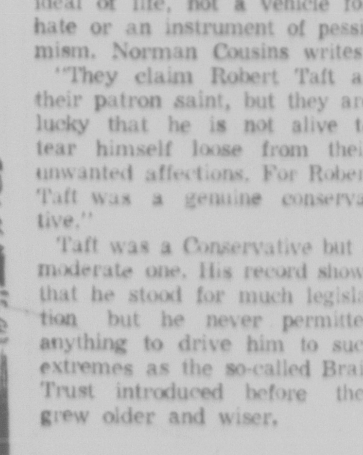 ideal of life, not a vehicle fo
hate or an instrument of pessi
mism. Norman Cousins writes
"They claim Robert Taft a
their patron saint, but they ar
lucky that he is not alive t
tear himself loose from thei
unwanted affections. For Rober
Taft was a genuine conserva
tive."
Taft was a Conservative but
moderate one. His record show
that he stood for much legisla
tion but he never permitte
anything to drive him to suc
extremes as the so-called Brai
Trust introduced before the
grew older and wiser.